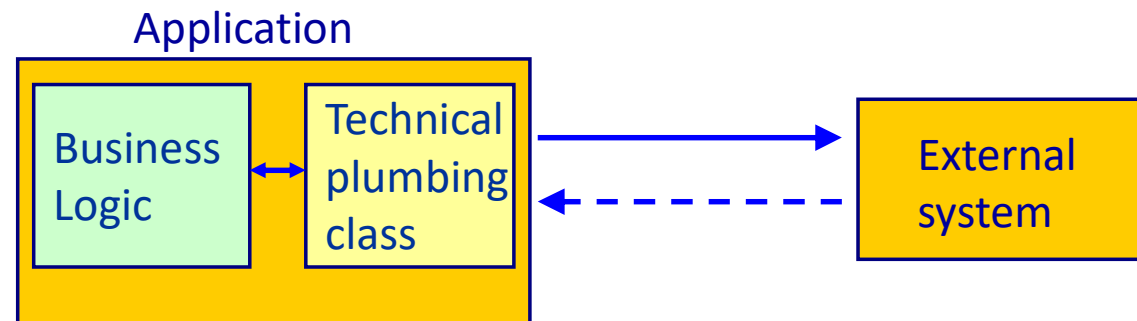 Application
Business
Logic
Technical
plumbing
class
External
system